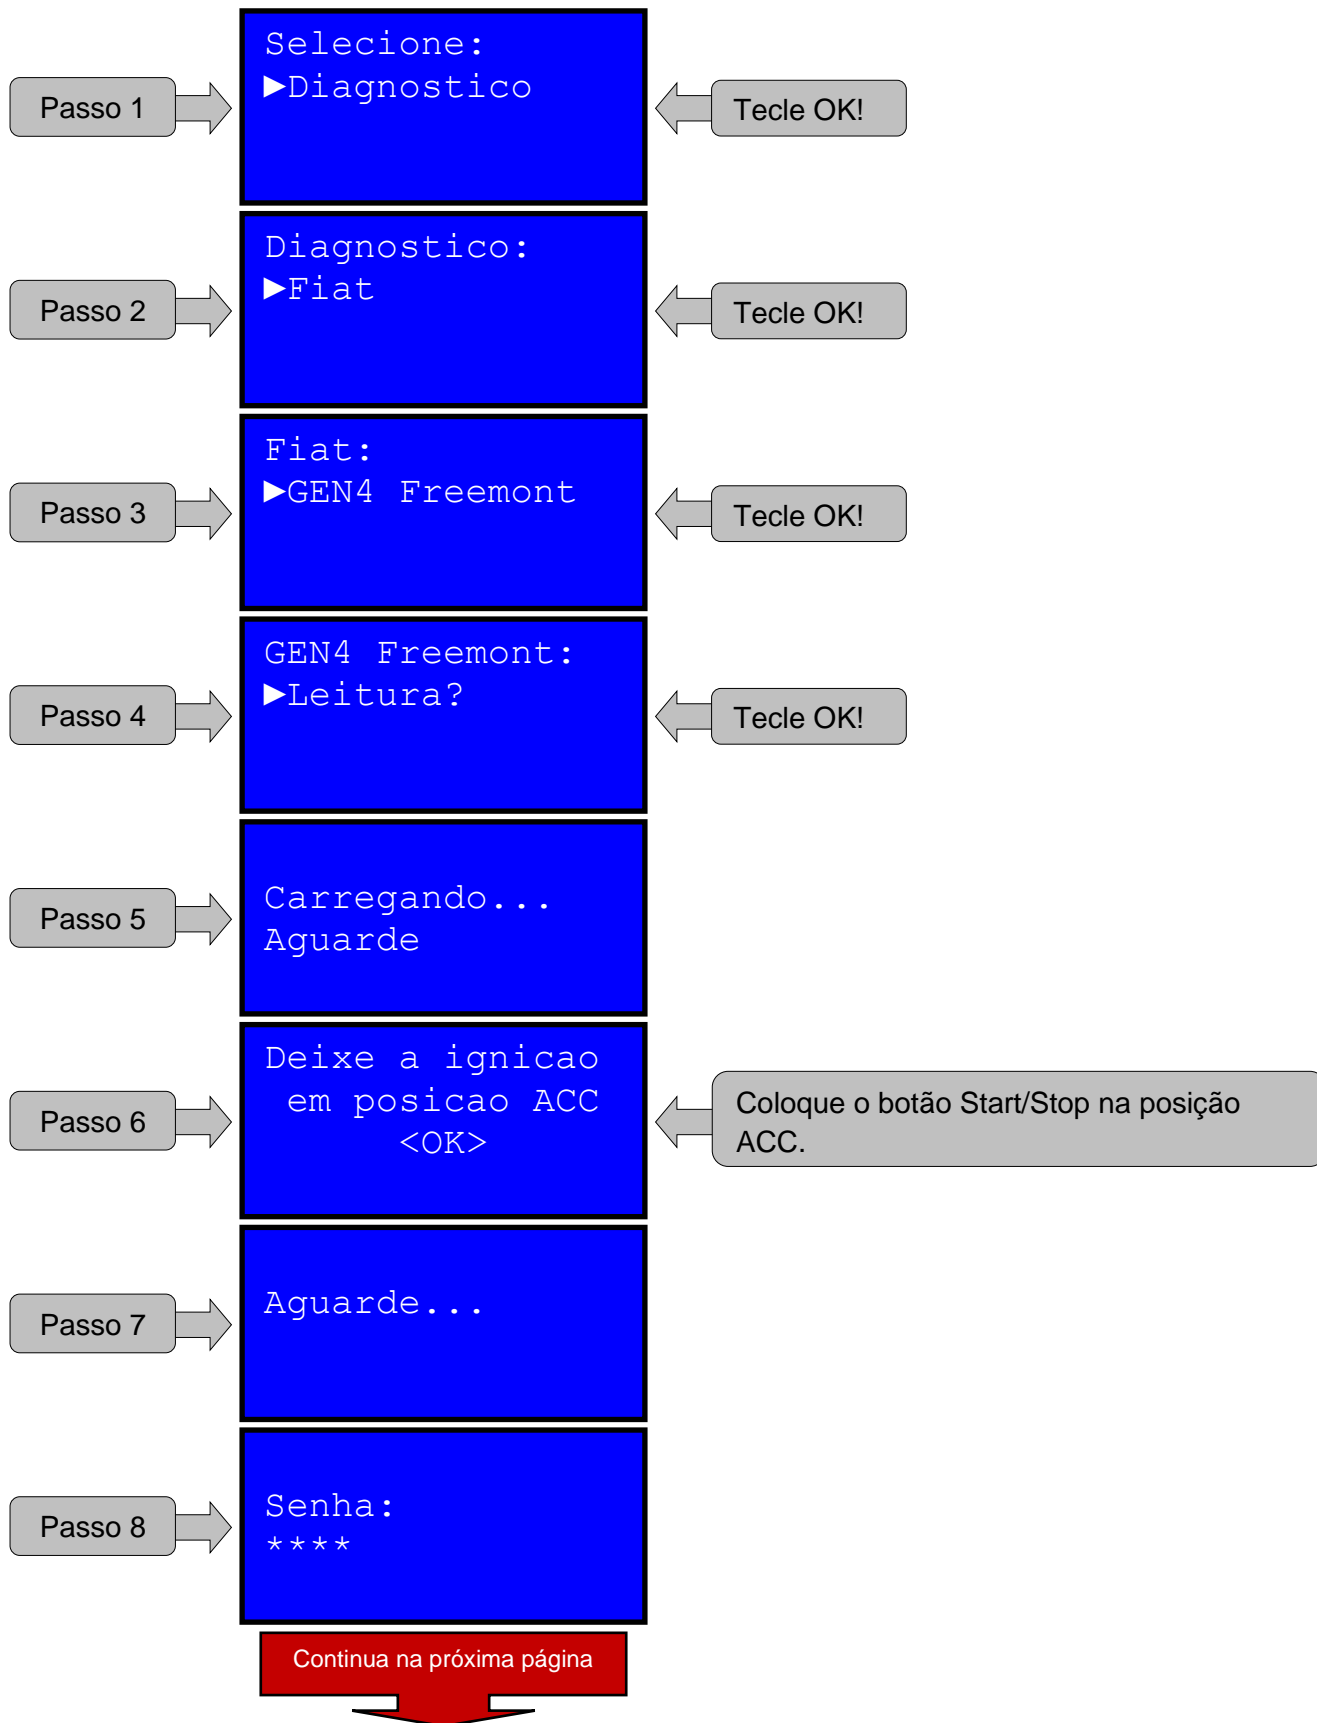 Selecione:
►Diagnostico
Passo 1
Tecle OK!
Diagnostico:
►Fiat
Passo 2
Tecle OK!
Fiat:
►GEN4 Freemont
Passo 3
Tecle OK!
GEN4 Freemont:
►Leitura?
Passo 4
Tecle OK!
Passo 5
Carregando...
Aguarde
Passo 6
Deixe a ignicao
em posicao ACC
<OK>
Coloque o botão Start/Stop na posição
ACC.
Passo 7
Aguarde...
Passo 8
Senha:
****
Continua na próxima página